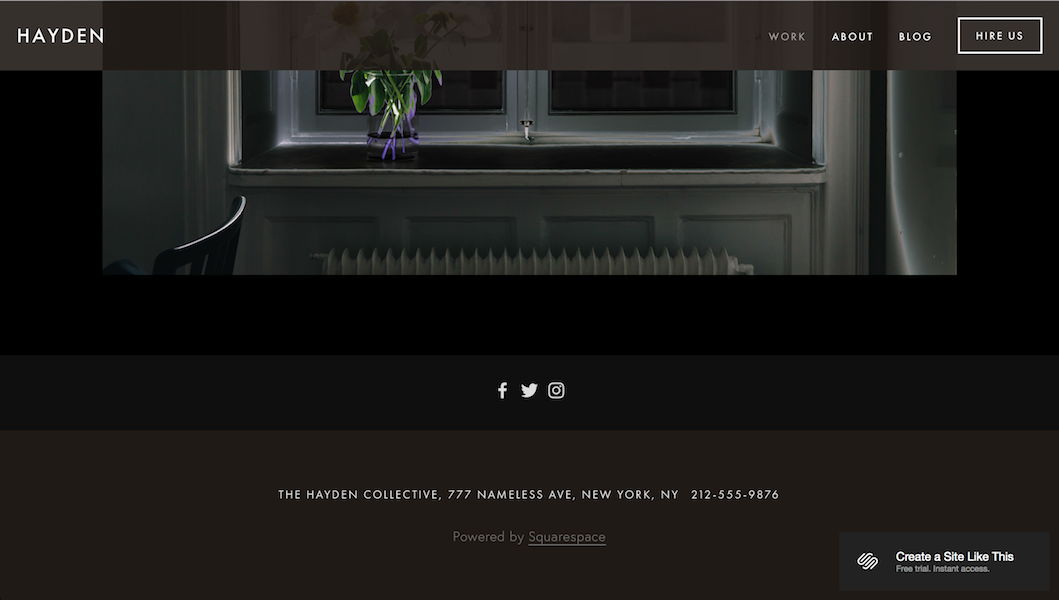 HAYDEN
WORK ABOUT BLOG HIRE US
THE HAYDEN COLLECTIVE, 777 NAMELESS AVE, NEW YORK, NY 212-555-9876
Powered by Squarespace
Create a Site Like This
Free trial. Instant access.